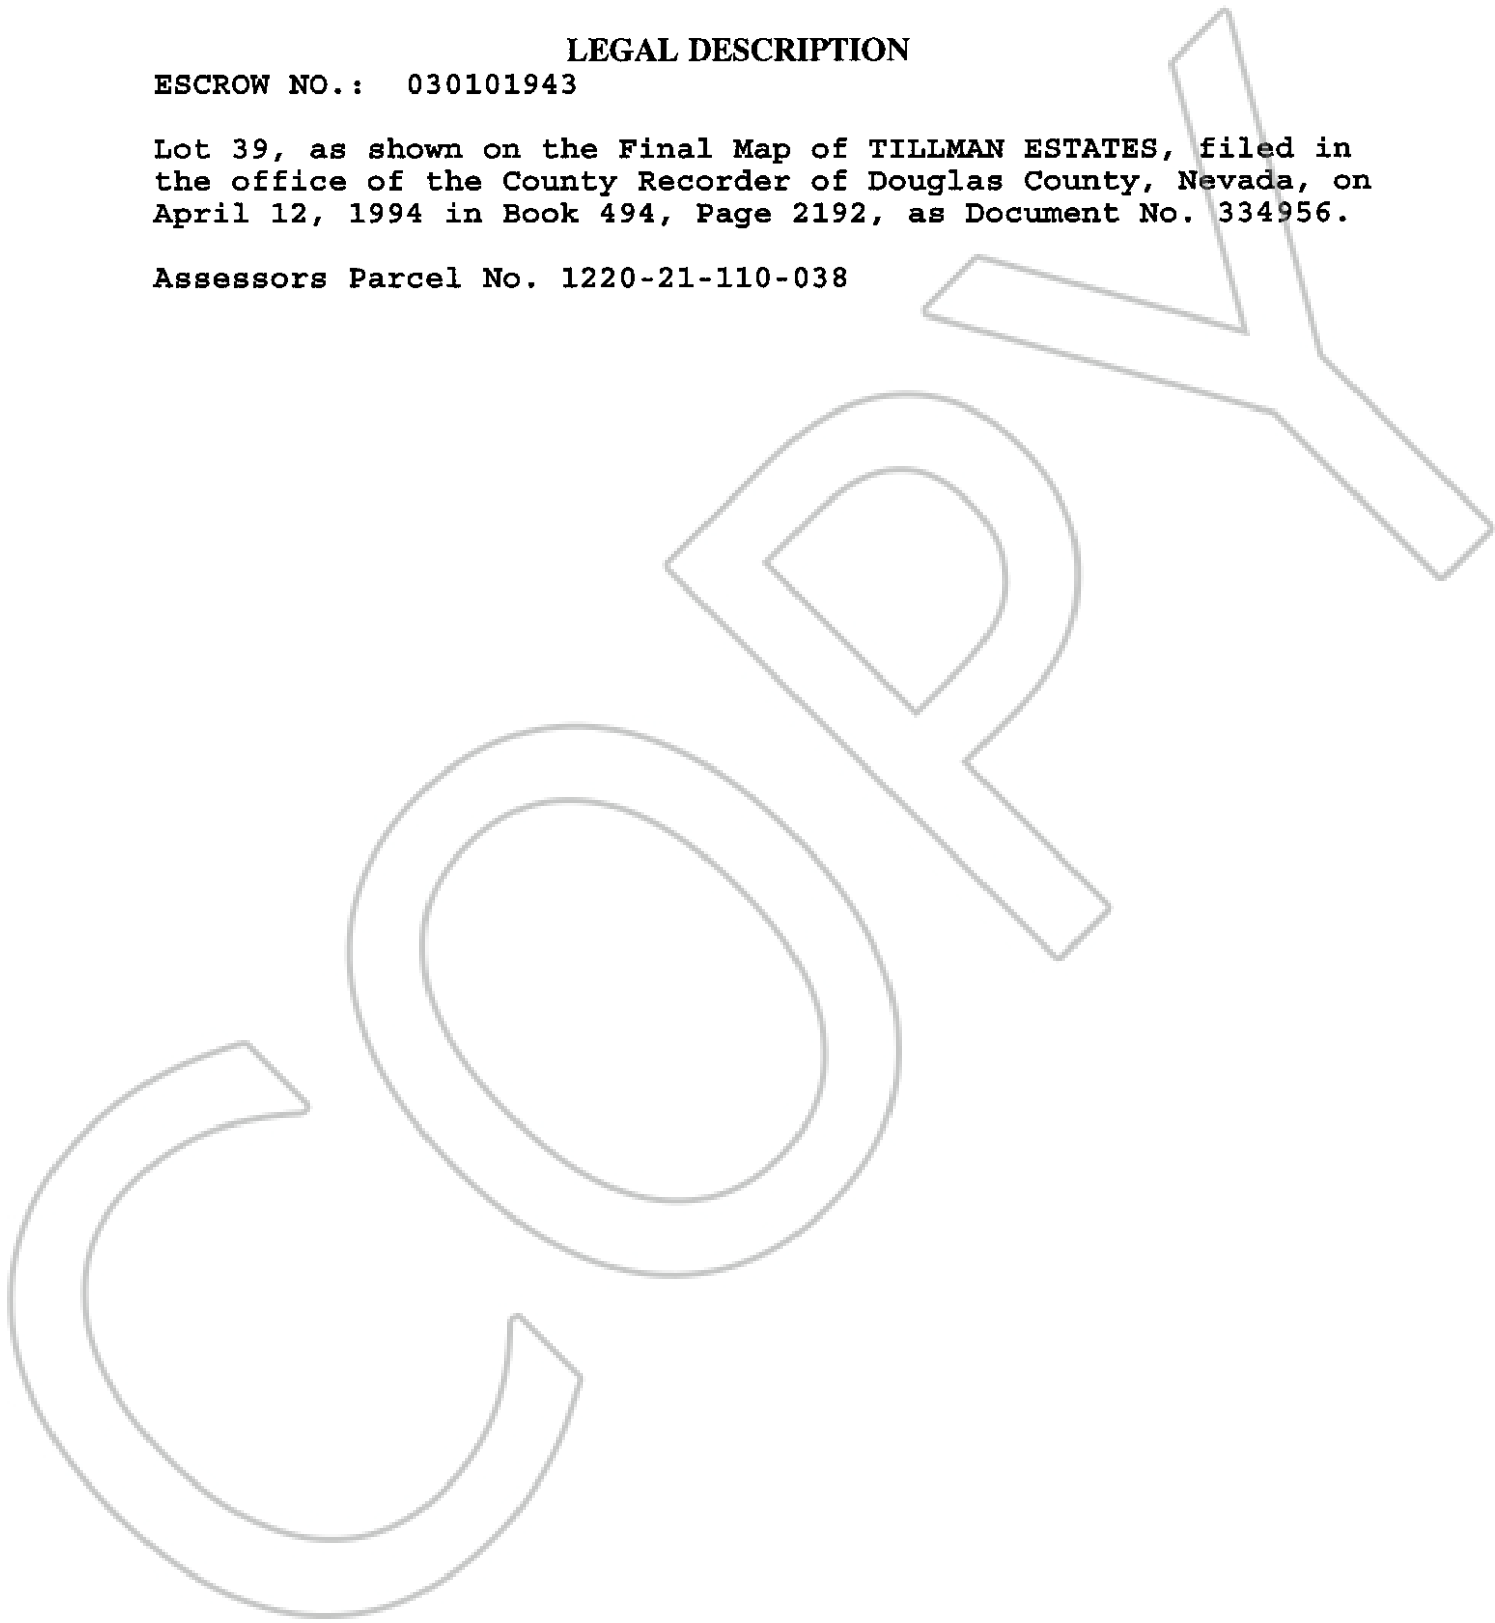 LEGAL DESCRIPTION
ESCROW NO.: 030101943
Lot 39, as shown on the Final Map of TILLMAN ESTATES, filed in
the office of the County Recorder of Douglas County, Nevada, on
April 12, 1994 in Book 494, Page 2192, as Document No. 334956.
Assessors Parcel No. 1220-21-110-038
COPY